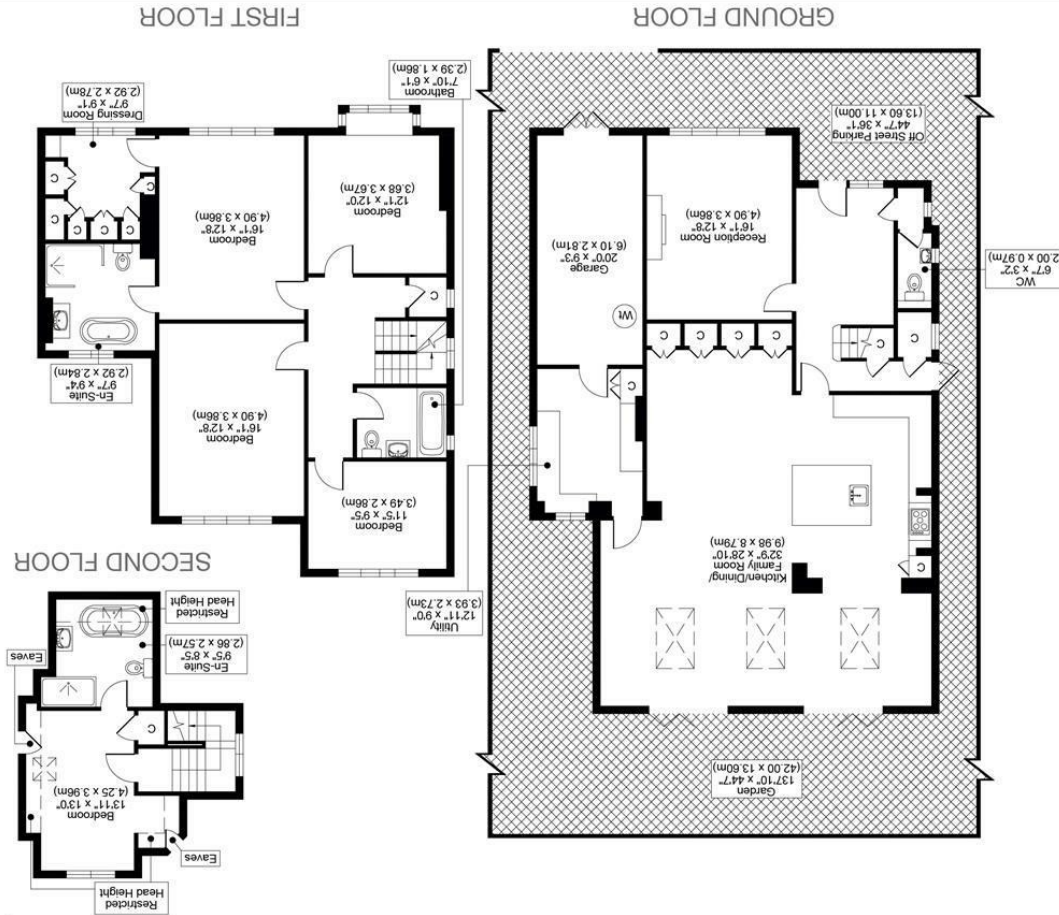 Garden
137'10" x 44'7"
(42.00 x 13.60m)
Kitchen/Dining/
Family Room
32'9" x 28'10"
(9.98 x 8.79m)
C
Utility
12'11" x 9'0"
(3.93 x 2.73m)
C
C
C
C
C
C
C
Wt
WC
6'7" x 3'2"
2.00 x 0.97m)
Reception Room
16'1" x 12'8"
(4.90 x 3.86m)
Garage
20'0" x 9'3"
(6.10 x 2.81m)
Off Street Parking
44'7" x 36'1"
(13.60 x 11.00m)
GROUND FLOOR
Restricted
Head Height
Eaves
Bedroom
13'11" x 13'0"
(4.25 x 3.96m)
C
Eaves
En-Suite
9'5" x 8'5"
(2.86 x 2.57m)
Restricted
Head Height
SECOND FLOOR
Bedroom
11'5" x 9'5"
(3.49 x 2.86m)
Bedroom
16'1" x 12'8"
(4.90 x 3.86m)
En-Suite
9'7" x 9'4"
(2.92 x 2.84m)
C
Bedroom
16'1" x 12'8"
(4.90 x 3.86m)
C
C
C
C
C
C
Bedroom
12'1" x 12'0"
(3.68 x 3.67m)
Dressing Room
9'7" x 9'1"
(2.92 x 2.78m)
Bathroom
7'10" x 6'1"
(2.39 x 1.86m)
FIRST FLOOR